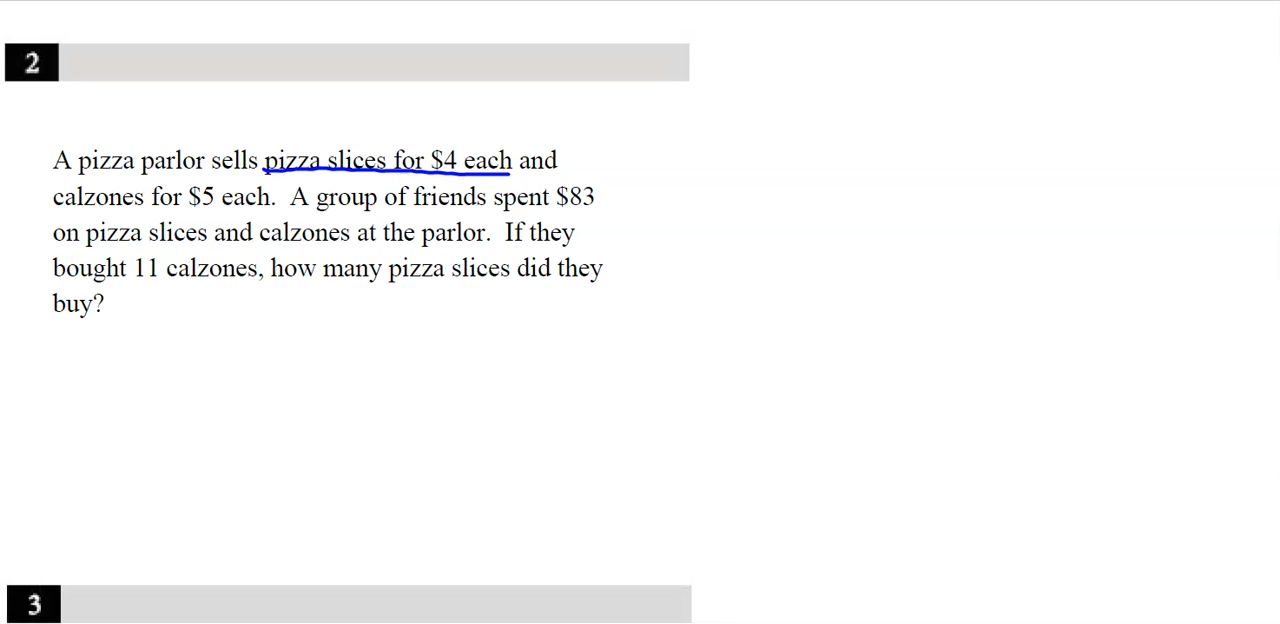 2
A pizza parlor sells pizza slices for $4 each and
calzones for $5 each.  A group of friends spent $83
on pizza slices and calzones at the parlor.  If they
bought 11 calzones, how many pizza slices did they
buy?
3